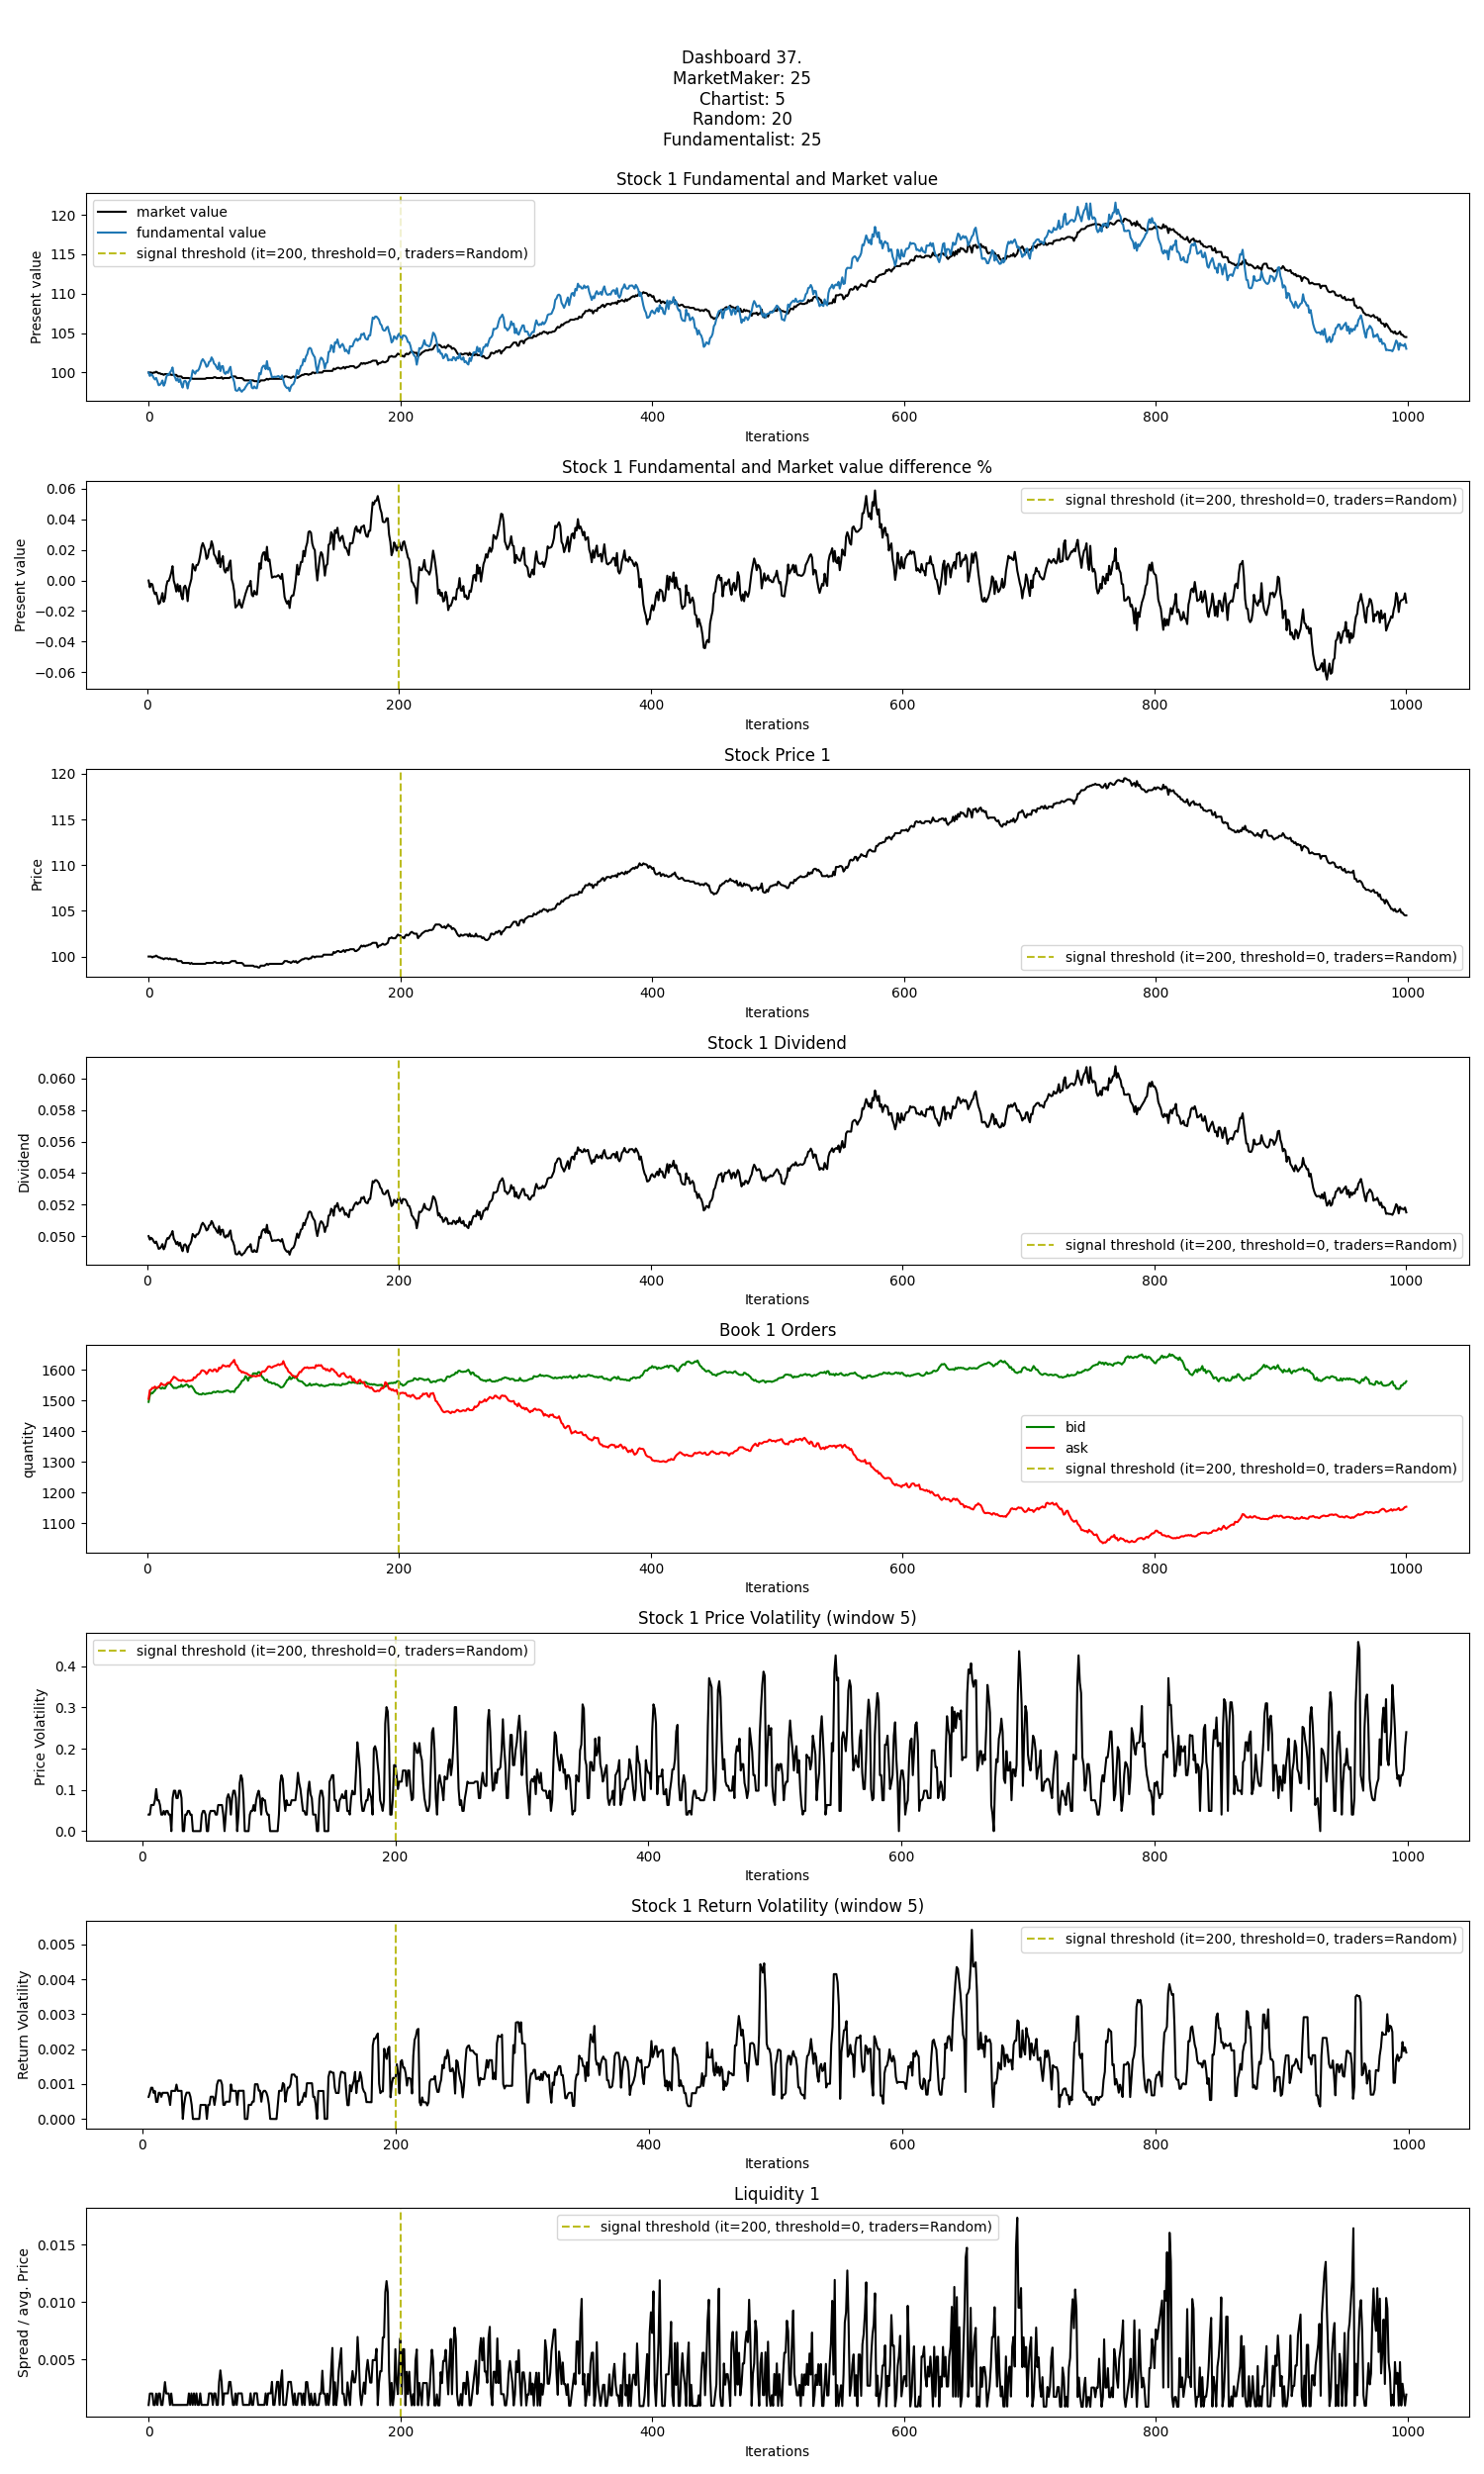 Dashboard 37.
MarketMaker: 25
Chartist: 5
Random: 20
Fundamentalist: 25
Stock 1 Fundamental and Market value
market value
fundamental value
signal threshold (it=200, threshold=0, traders=Random)
Present value
120
115
110
105
100
0 200 400 600 800 1000
Iterations
Stock 1 Fundamental and Market value difference %
signal threshold (it=200, threshold=0, traders=Random)
Present value
0.06
0.04
0.02
0.00
−0.02
−0.04
−0.06
0 200 400 600 800 1000
Iterations
Stock Price 1
signal threshold (it=200, threshold=0, traders=Random)
Price
120
115
110
105
100
0 200 400 600 800 1000
Iterations
Stock 1 Dividend
signal threshold (it=200, threshold=0, traders=Random)
Dividend
0.060
0.058
0.056
0.054
0.052
0.050
0 200 400 600 800 1000
Iterations
Book 1 Orders
bid
ask
signal threshold (it=200, threshold=0, traders=Random)
quantity
1600
1500
1400
1300
1200
1100
0 200 400 600 800 1000
Iterations
Stock 1 Price Volatility (window 5)
signal threshold (it=200, threshold=0, traders=Random)
Price Volatility
0.4
0.3
0.2
0.1
0.0
0 200 400 600 800 1000
Iterations
Stock 1 Return Volatility (window 5)
signal threshold (it=200, threshold=0, traders=Random)
Return Volatility
0.005
0.004
0.003
0.002
0.001
0.000
0 200 400 600 800 1000
Iterations
Liquidity 1
signal threshold (it=200, threshold=0, traders=Random)
Spread / avg. Price
0.015
0.010
0.005
0 200 400 600 800 1000
Iterations